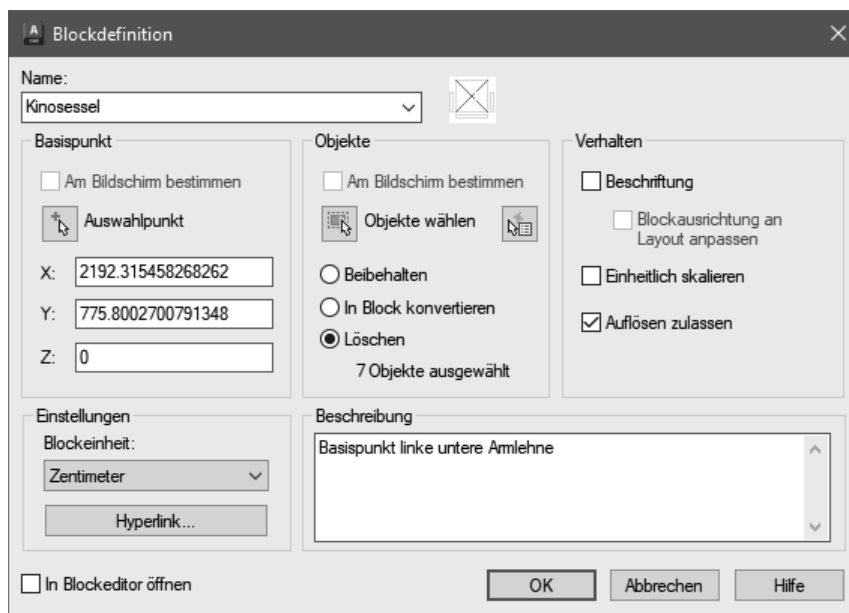 A CAD Blockdefinition
Name:
Kinosessel
Basispunkt
Am Bildschirm bestimmen
Auswahlpunkt
X: 2192.315458268262
Y: 775.8002700791348
Z: 0
Objekte
Am Bildschirm bestimmen
Objekte wählen
Beibehalten
In Block konvertieren
Löschen
7 Objekte ausgewählt
Verhalten
Beschriftung
Blockausrichtung an
Layout anpassen
Einheitlich skalieren
Auflösen zulassen
Einstellungen
Blockeinheit:
Zentimeter
Hyperlink...
Beschreibung
Basispunkt linke untere Armlehne
In Blockeditor öffnen
OK
Abbrechen
Hilfe